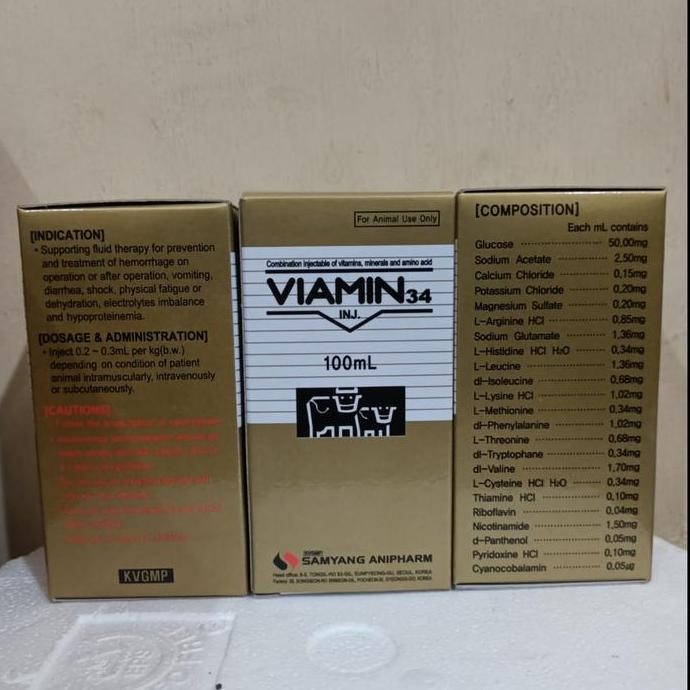 [INDICATION]
• Supporting fluid therapy for prevention
and treatment of hemorrhage on
operation or after operation, vomiting,
diarrhea, shock, physical fatigue or
dehydration, electrolytes imbalance
and hypoproteinemia.
[DOSAGE & ADMINISTRATION]
• Inject 0.2 ~ 0.3mL per kg(b.w.)
depending on condition of patient
animal intramuscularly, intravenously
or subcutaneously.
[CAUTIONS]
KVGMP
For Animal Use Only
Combination injectable of vitamins, minerals and amino acid
VIAMIN34
INJ.
100mL
SAMYANG ANIPHARM
[COMPOSITION]
Each mL contains
Glucose 50,00mg
Sodium Acetate 2,50mg
Calcium Chloride 0,15mg
Potassium Chloride 0,20mg
Magnesium Sulfate 0,20mg
L-Arginine HCl 0,85mg
Sodium Glutamate 1,36mg
L-Histidine HCl H₂O 0,34mg
L-Leucine 1,36mg
dl-Isoleucine 0,68mg
L-Lysine HCl 1,02mg
L-Methionine 0,34mg
dl-Phenylalanine 1,02mg
L-Threonine 0,68mg
dl-Tryptophane 0,34mg
dl-Valine 1,70mg
L-Cysteine HCl H₂O 0,34mg
Thiamine HCl 0,10mg
Riboflavin 0,04mg
Nicotinamide 1,50mg
d-Panthenol 0,05mg
Pyridoxine HCl 0,10mg
Cyanocobalamin 0,05μg